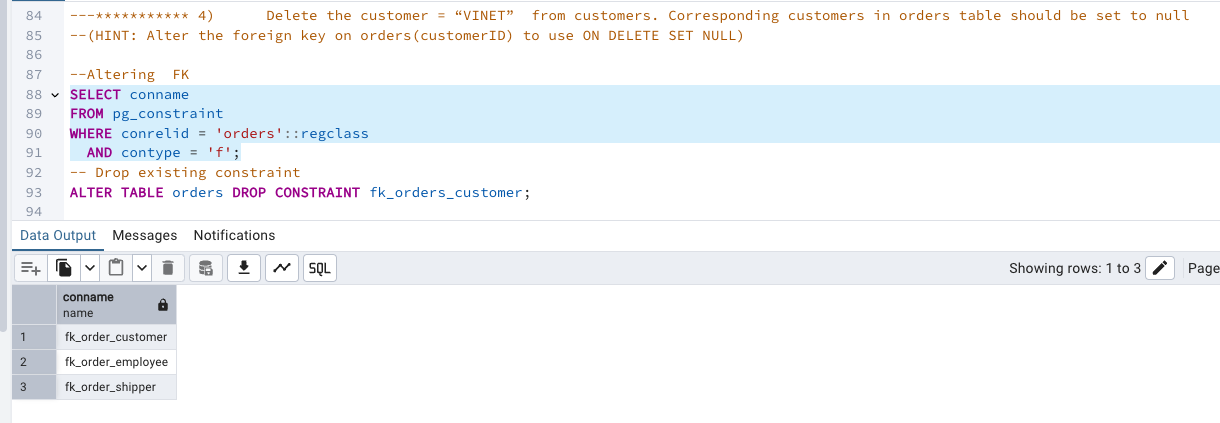 84 ---*********** 4)      Delete the customer = “VINET”  from customers. Corresponding customers in orders table should be set to null
85 --(HINT: Alter the foreign key on orders(customerID) to use ON DELETE SET NULL)
86
87 --Altering  FK
88 SELECT conname
89 FROM pg_constraint
90 WHERE conrelid = 'orders'::regclass
91   AND contype = 'f';
92 -- Drop existing constraint
93 ALTER TABLE orders DROP CONSTRAINT fk_orders_customer;
94
Data Output Messages Notifications
SQL Showing rows: 1 to 3 Page
conname
name
1 fk_order_customer
2 fk_order_employee
3 fk_order_shipper